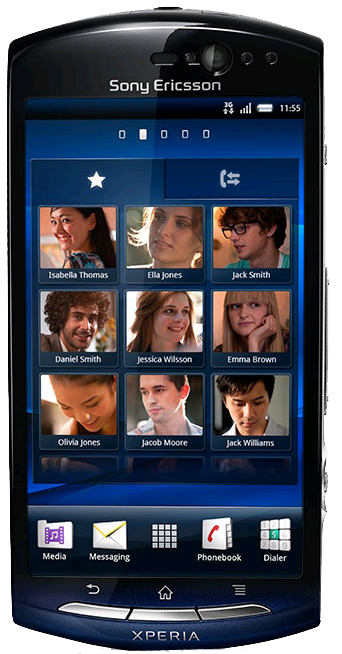 Sony Ericsson
3G 11:55
Isabella Thomas Ella Jones Jack Smith
Daniel Smith Jessica Wilsson Emma Brown
Olivia Jones Jacob Moore Jack Williams
Media Messaging Phonebook Dialer
XPERIA